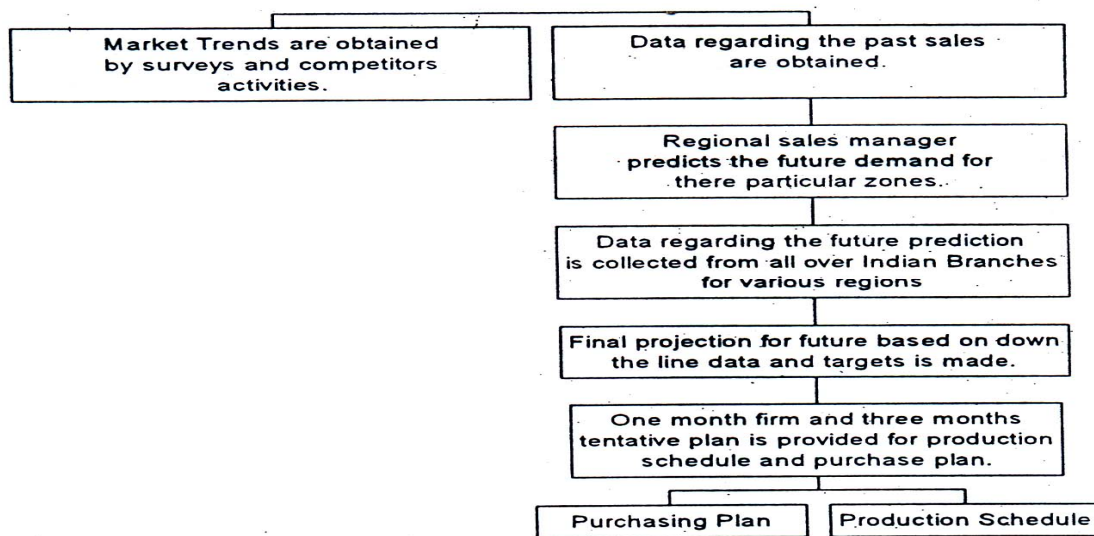 Market Trends are obtained
by surveys and competitors
activities.
Data regarding the past sales
are obtained.
Regional sales manager
predicts the future demand for
there particular zones.
Data regarding the future prediction
is collected from all over Indian Branches
for various regions
Final projection for future based on down
the line data and targets is made.
One month firm and three months
tentative plan is provided for production
schedule and purchase plan.
Purchasing Plan
Production Schedule